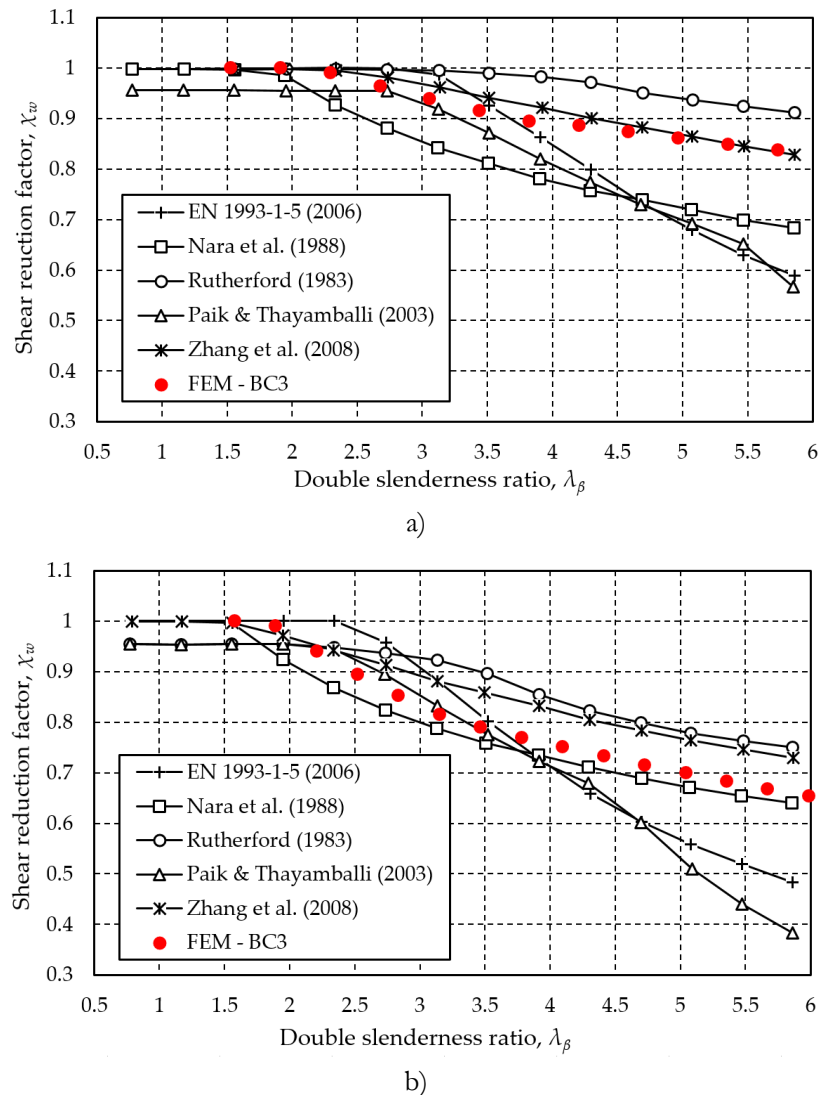 1.1
1
0.9
0.8
0.7
0.6
0.5
0.4
0.3
Shear reuction factor, χw
EN 1993-1-5 (2006)
Nara et al. (1988)
Rutherford (1983)
Paik & Thayamballi (2003)
Zhang et al. (2008)
FEM - BC3
0.5 1 1.5 2 2.5 3 3.5 4 4.5 5 5.5 6
Double slenderness ratio, λβ
a)
1.1
1
0.9
0.8
0.7
0.6
0.5
0.4
0.3
Shear reduction factor, χw
EN 1993-1-5 (2006)
Nara et al. (1988)
Rutherford (1983)
Paik & Thayamballi (2003)
Zhang et al. (2008)
FEM - BC3
0.5 1 1.5 2 2.5 3 3.5 4 4.5 5 5.5 6
Double slenderness ratio, λβ
b)